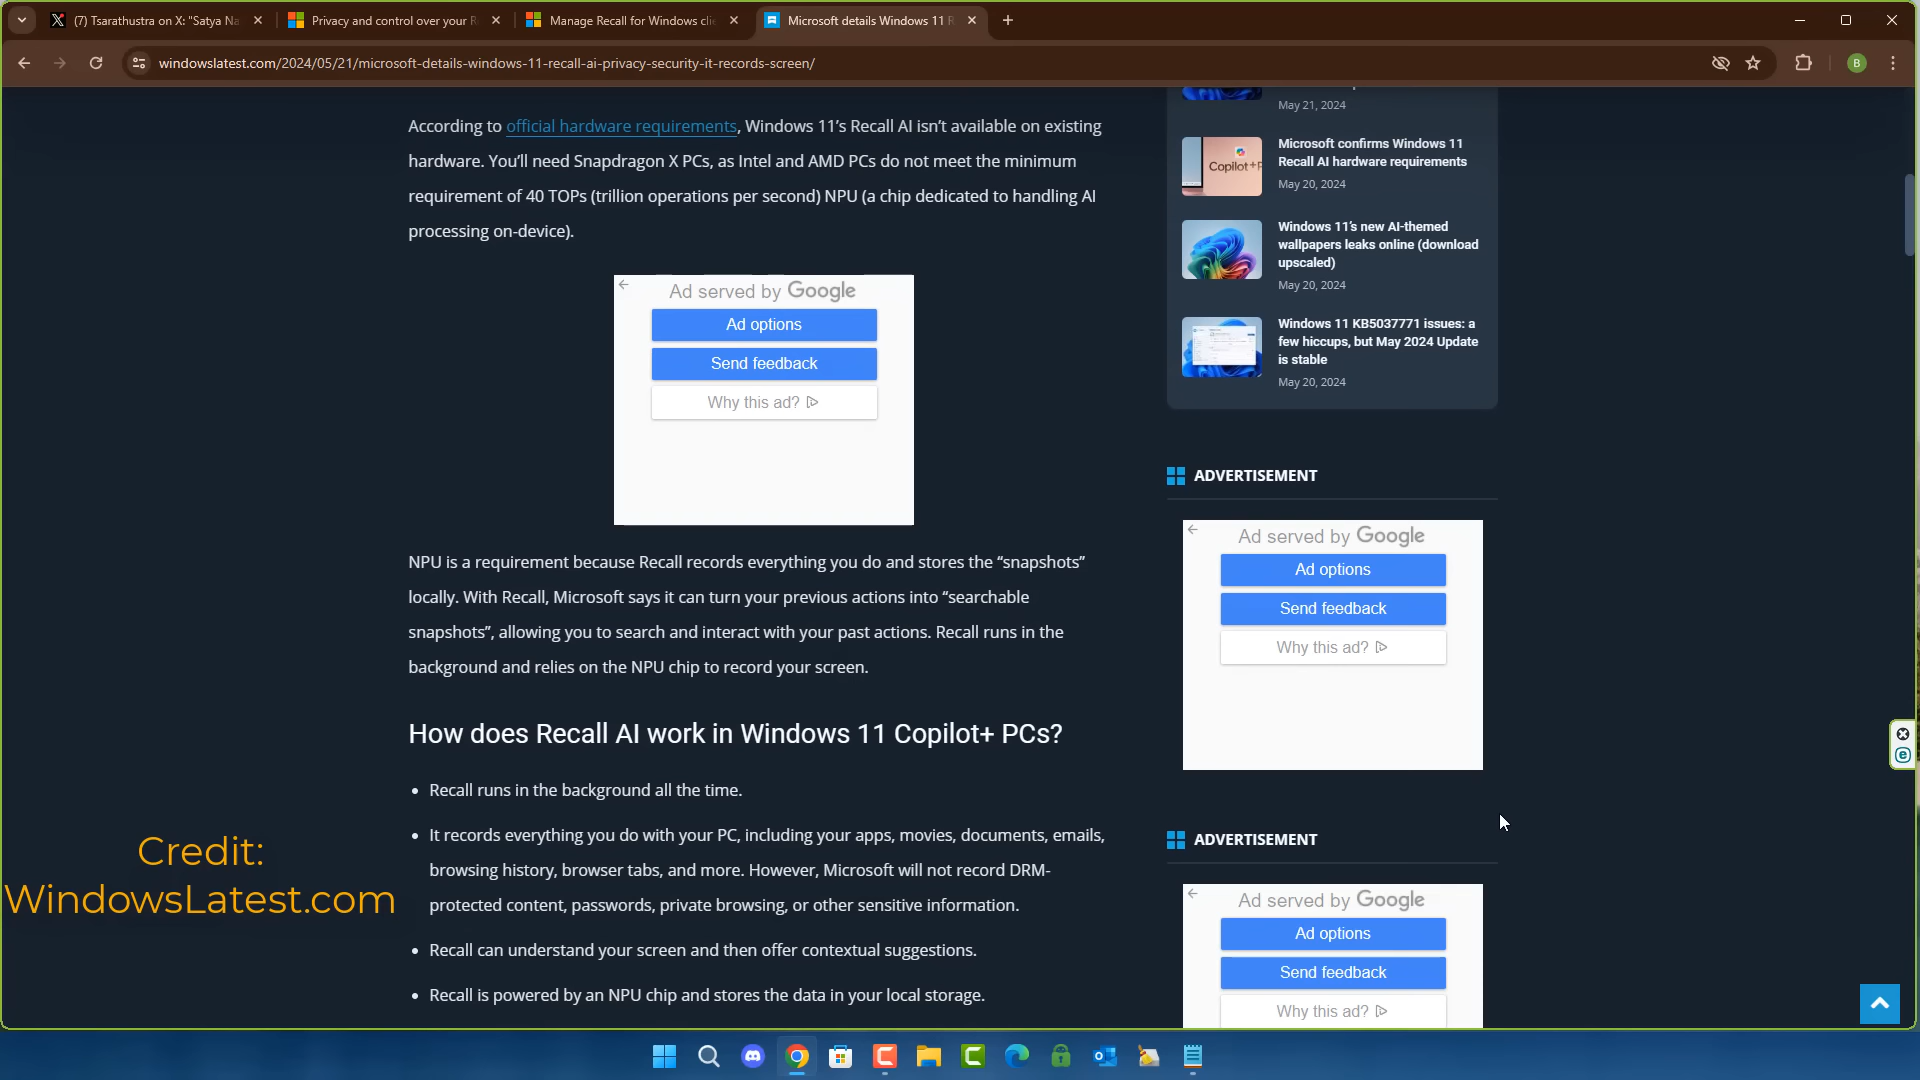 (7) Tsarathustra on X: "Satya Na
Privacy and control over your R
Manage Recall for Windows cli
Microsoft details Windows 11 R
windowslatest.com/2024/05/21/microsoft-details-windows-11-recall-ai-privacy-security-it-records-screen/
B
According to official hardware requirements, Windows 11’s Recall AI isn’t available on existing
hardware. You’ll need Snapdragon X PCs, as Intel and AMD PCs do not meet the minimum
requirement of 40 TOPs (trillion operations per second) NPU (a chip dedicated to handling AI
processing on-device).
Ad served by Google
Ad options
Send feedback
Why this ad?
NPU is a requirement because Recall records everything you do and stores the “snapshots”
locally. With Recall, Microsoft says it can turn your previous actions into “searchable
snapshots”, allowing you to search and interact with your past actions. Recall runs in the
background and relies on the NPU chip to record your screen.
How does Recall AI work in Windows 11 Copilot+ PCs?
• Recall runs in the background all the time.
• It records everything you do with your PC, including your apps, movies, documents, emails,
browsing history, browser tabs, and more. However, Microsoft will not record DRM-
protected content, passwords, private browsing, or other sensitive information.
• Recall can understand your screen and then offer contextual suggestions.
• Recall is powered by an NPU chip and stores the data in your local storage.
May 21, 2024
Copilot+P
Microsoft confirms Windows 11
Recall AI hardware requirements
May 20, 2024
Windows 11’s new AI-themed
wallpapers leaks online (download
upscaled)
May 20, 2024
Windows 11 KB5037771 issues: a
few hiccups, but May 2024 Update
is stable
May 20, 2024
ADVERTISEMENT
Ad served by Google
Ad options
Send feedback
Why this ad?
ADVERTISEMENT
Ad served by Google
Ad options
Send feedback
Why this ad?
Credit:
WindowsLatest.com